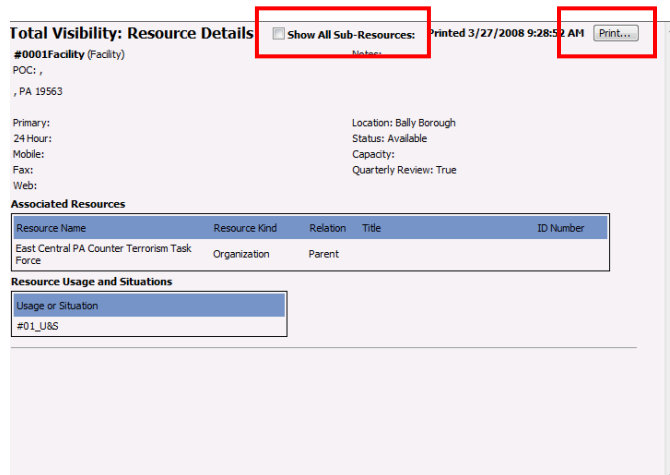 Total Visibility: Resource Details Show All Sub-Resources: Printed 3/27/2008 9:28:52 AM Print...
#0001Facility (Facility) Notes:
POC: ,
, PA 19563
Primary: Location: Bally Borough
24 Hour: Status: Available
Mobile: Capacity:
Fax: Quarterly Review: True
Web:
Associated Resources
Resource Name Resource Kind Relation Title ID Number
East Central PA Counter Terrorism Task Force Organization Parent
Resource Usage and Situations
Usage or Situation
#01_U&S